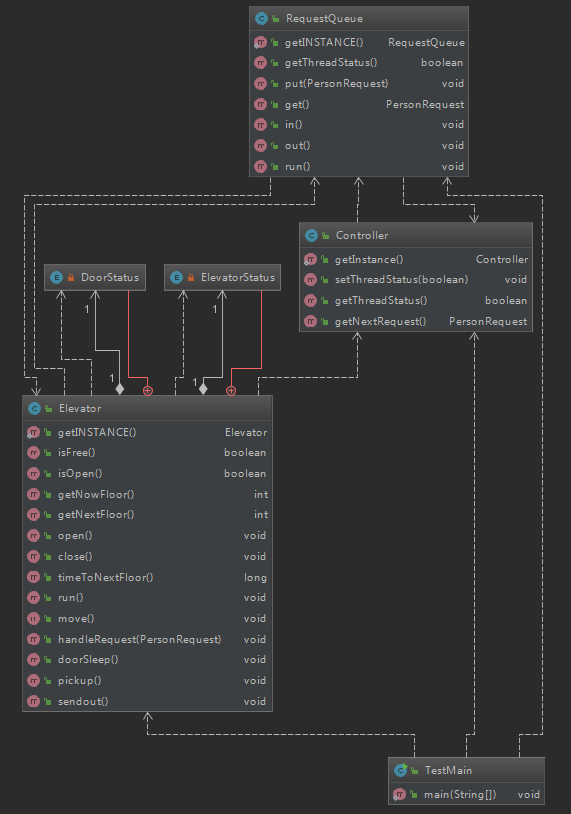 RequestQueue
getINSTANCE() RequestQueue
getThreadStatus() boolean
put(PersonRequest) void
get() PersonRequest
in() void
out() void
run() void
Controller
getInstance() Controller
setThreadStatus(boolean) void
getThreadStatus() boolean
getNextRequest() PersonRequest
DoorStatus
ElevatorStatus
1
1
1
1
Elevator
getINSTANCE() Elevator
isFree() boolean
isOpen() boolean
getNowFloor() int
getNextFloor() int
open() void
close() void
timeToNextFloor() long
run() void
move() void
handleRequest(PersonRequest) void
doorSleep() void
pickup() void
sendout() void
TestMain
main(String[]) void